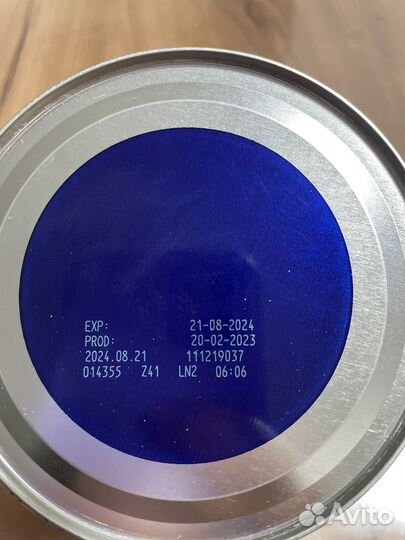 EXP: 21-08-2024
PROD: 20-02-2023
2024.08.21 111219037
014355 Z41 LN2 06:06
Avito